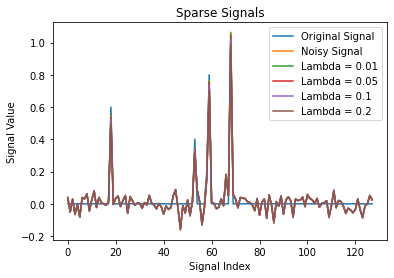 Sparse Signals
Original Signal
Noisy Signal
Lambda = 0.01
Lambda = 0.05
Lambda = 0.1
Lambda = 0.2
Signal Value
1.0
0.8
0.6
0.4
0.2
0.0
−0.2
0 20 40 60 80 100 120
Signal Index